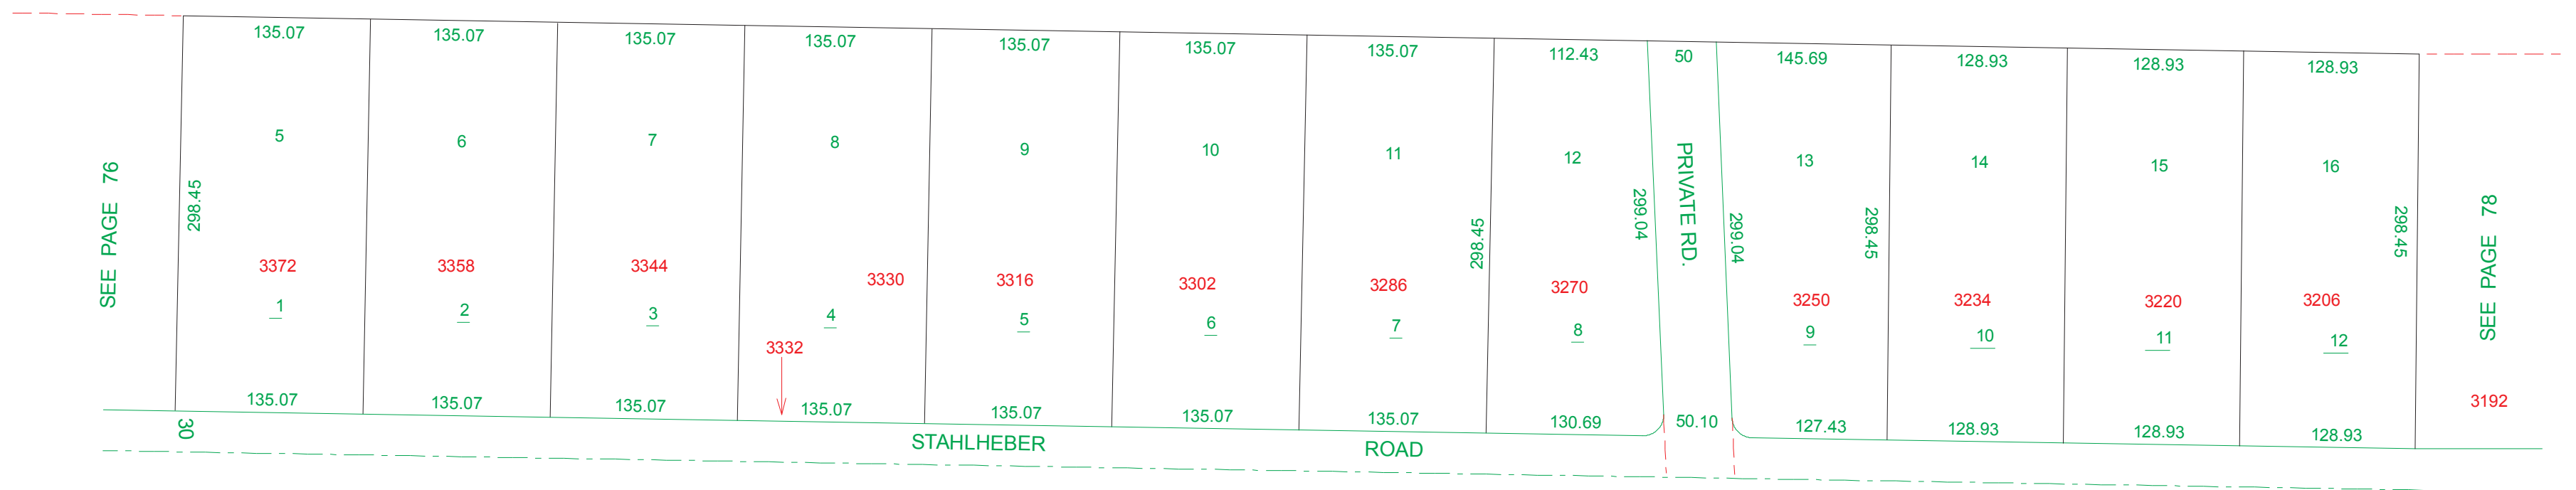 135.07 135.07 135.07 135.07 135.07 135.07 135.07 112.43 50 145.69 128.93 128.93 128.93
5 6 7 8 9 10 11 12 13 14 15 16
SEE PAGE 76
298.45
298.45
299.04
PRIVATE RD.
299.04
298.45
298.45
SEE PAGE 78
3372 3358 3344 3330 3316 3302 3286 3270 3250 3234 3220 3206
1 2 3 4 5 6 7 8 9 10 11 12
3332
3192
135.07 135.07 135.07 135.07 135.07 135.07 135.07 130.69 50.10 127.43 128.93 128.93 128.93
30
STAHLHEBER ROAD